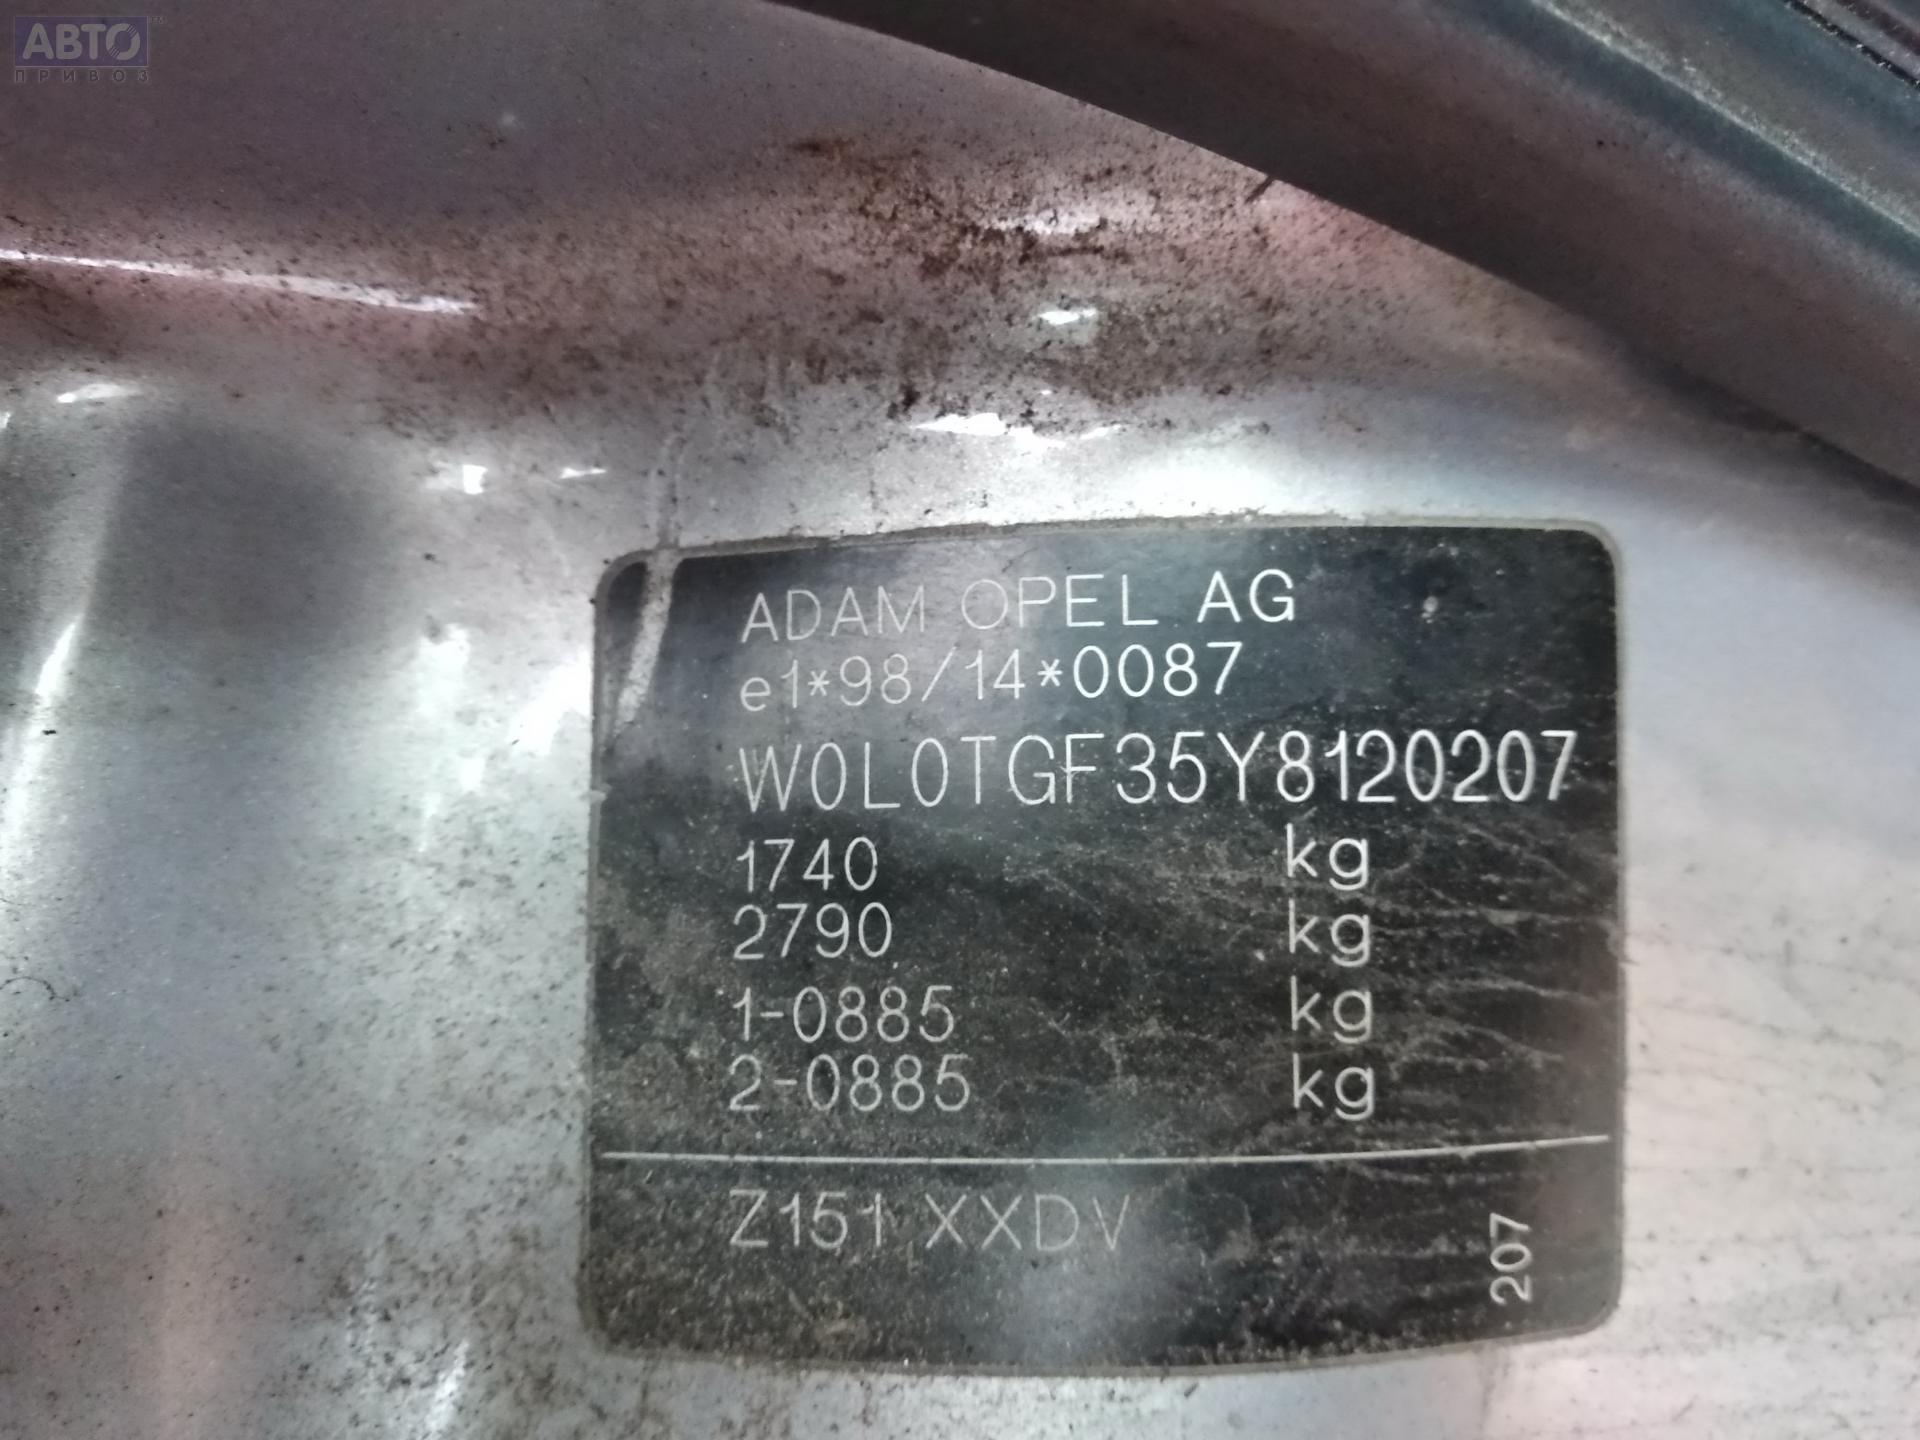 АВТО™
ПРИВОЗ
ADAM OPEL AG
e1*98/14*0087
W0L0TGF35Y8120207
1740 kg
2790 kg
1-0885 kg
2-0885 kg
Z151 XXDV
207